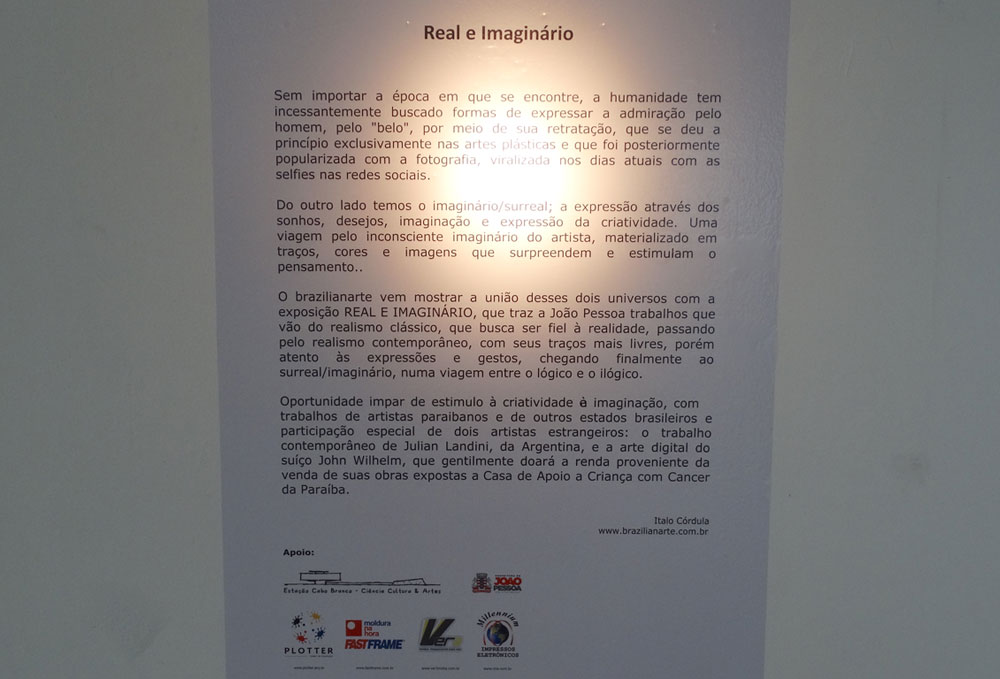 Real e Imaginário
Sem importar a época em que se encontre, a humanidade tem
incessantemente buscado formas de expressar a admiração pelo
homem, pelo "belo", por meio de sua retratação, que se deu a
princípio exclusivamente nas artes plásticas e que foi posteriormente
popularizada com a fotografia, viralizada nos dias atuais com as
selfies nas redes sociais.
Do outro lado temos o imaginário/surreal; a expressão através dos
sonhos, desejos, imaginação e expressão da criatividade. Uma
viagem pelo inconsciente imaginário do artista, materializado em
traços, cores e imagens que surpreendem e estimulam o
pensamento..
O brazilianarte vem mostrar a união desses dois universos com a
exposição REAL E IMAGINÁRIO, que traz a João Pessoa trabalhos que
vão do realismo clássico, que busca ser fiel à realidade, passando
pelo realismo contemporâneo, com seus traços mais livres, porém
atento às expressões e gestos, chegando finalmente ao
surreal/imaginário, numa viagem entre o lógico e o ilógico.
Oportunidade impar de estimulo à criatividade à imaginação, com
trabalhos de artistas paraibanos e de outros estados brasileiros e
participação especial de dois artistas estrangeiros: o trabalho
contemporâneo de Julian Landini, da Argentina, e a arte digital do
suíço John Wilhelm, que gentilmente doará a renda proveniente da
venda de suas obras expostas a Casa de Apoio a Criança com Cancer
da Paraíba.
Italo Córdula
www.brazilianarte.com.br
Apoio:
Estação Cabo Branco - Ciência Cultura & Artes
JOÃO
PESSOA
PLOTTER
moldura
na
hora
FASTFRAME
Ver
Millennium
IMPRESSOS
ELETRÔNICOS